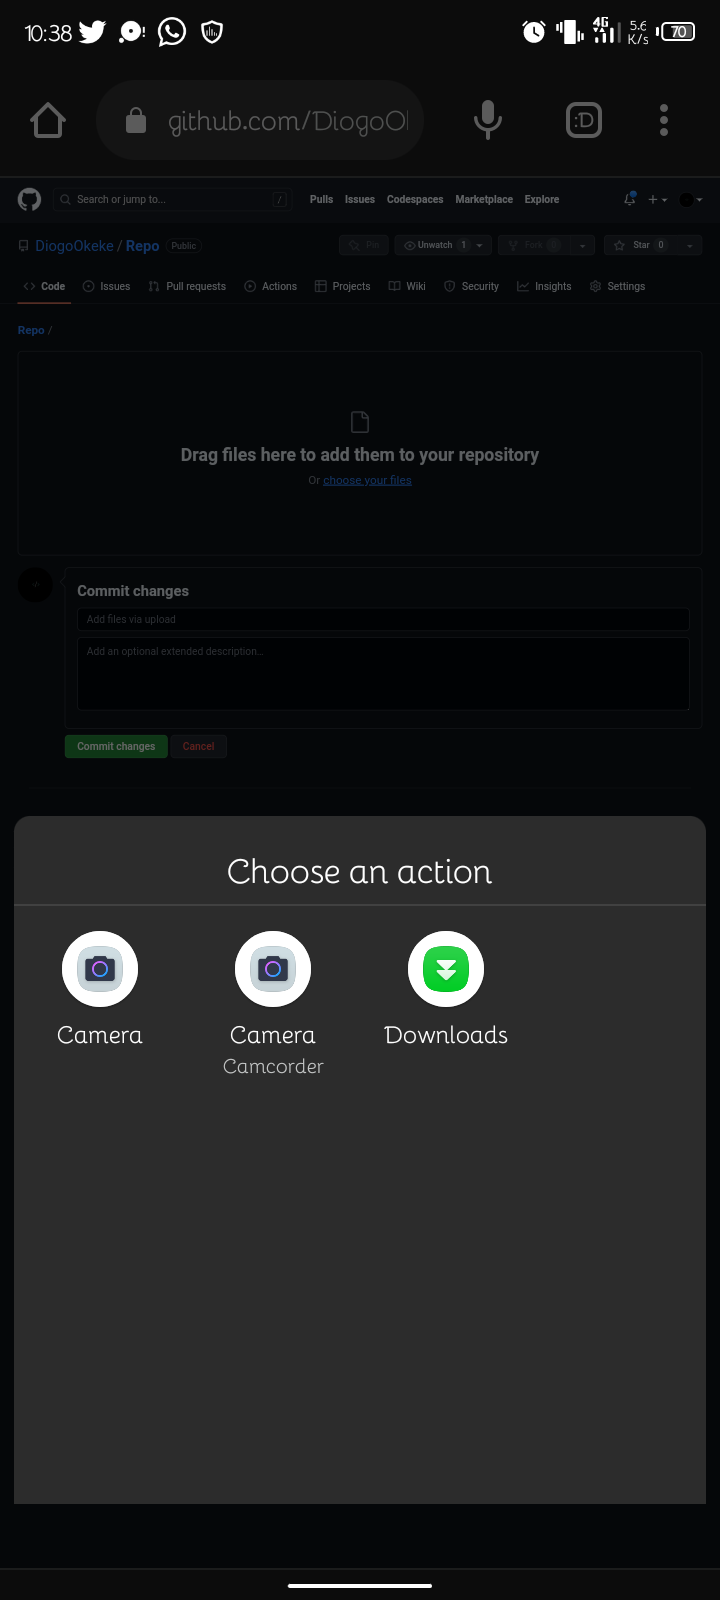 10:38
4G
5.6
K/s
70
github.com/DiogoO
:D
Search or jump to...
/
Pulls Issues Codespaces Marketplace Explore
DiogoOkeke / Repo Public
Pin
Unwatch 1
Fork 0
Star 0
Code Issues Pull requests Actions Projects Wiki Security Insights Settings
Repo /
Drag files here to add them to your repository
Or choose your files
Commit changes
Add files via upload
Add an optional extended description...
Commit changes Cancel
Choose an action
Camera Camera Downloads
Camcorder